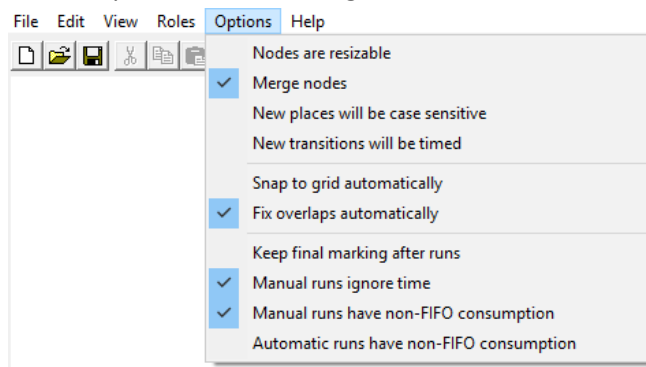 File Edit View Roles Options Help
Nodes are resizable
Merge nodes
New places will be case sensitive
New transitions will be timed
Snap to grid automatically
Fix overlaps automatically
Keep final marking after runs
Manual runs ignore time
Manual runs have non-FIFO consumption
Automatic runs have non-FIFO consumption